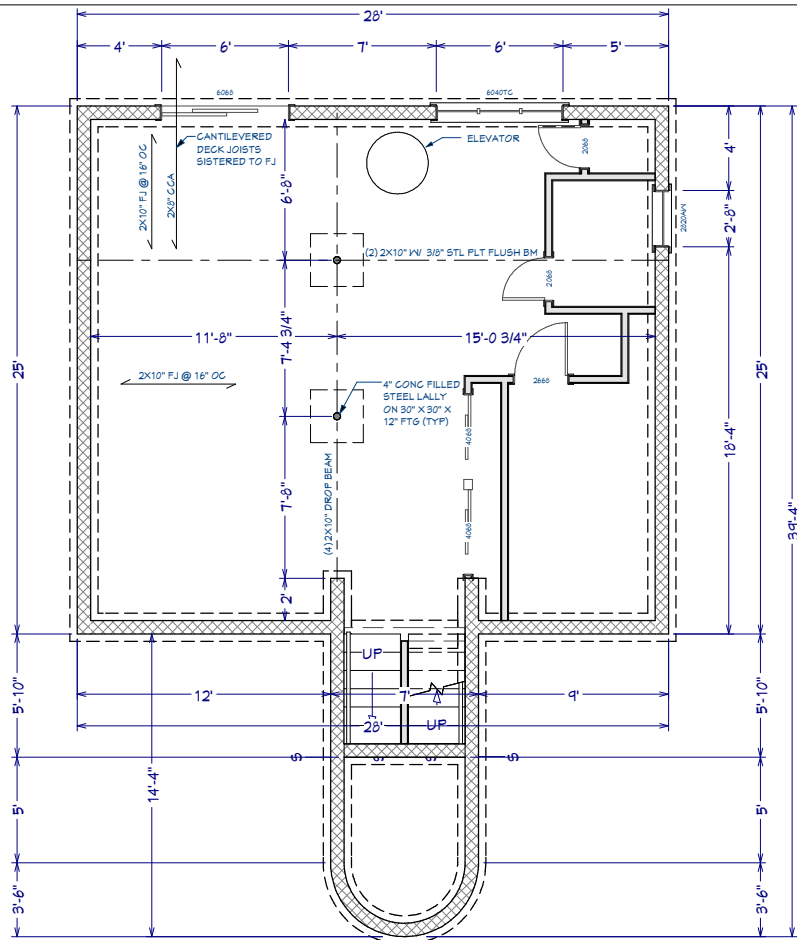 28'
4'
6'
7'
6'
5'
6068
6040TC
CANTILEVERED
DECK JOISTS
SISTERED TO FJ
ELEVATOR
2068
4'
2X10" FJ @ 16" OC
2X8" CCA
6'-8"
2'-8"
2820AW
(2) 2X10" W/ 3/8" STL PLT FLUSH BM
2068
11'-8"
7'-4 3/4"
15'-0 3/4"
25'
25'
39'-4"
2X10" FJ @ 16" OC
2668
4" CONC FILLED
STEEL LALLY
ON 30" X 30" X
12" FTG (TYP)
4068
18'-4"
(4) 2X10" DROP BEAM
7'-8"
4068
2'
UP
12'
7'
9'
28'
UP
5'-10"
5'-10"
S
S
S
S
14'-4"
5'
5'
3'-6"
3'-6"